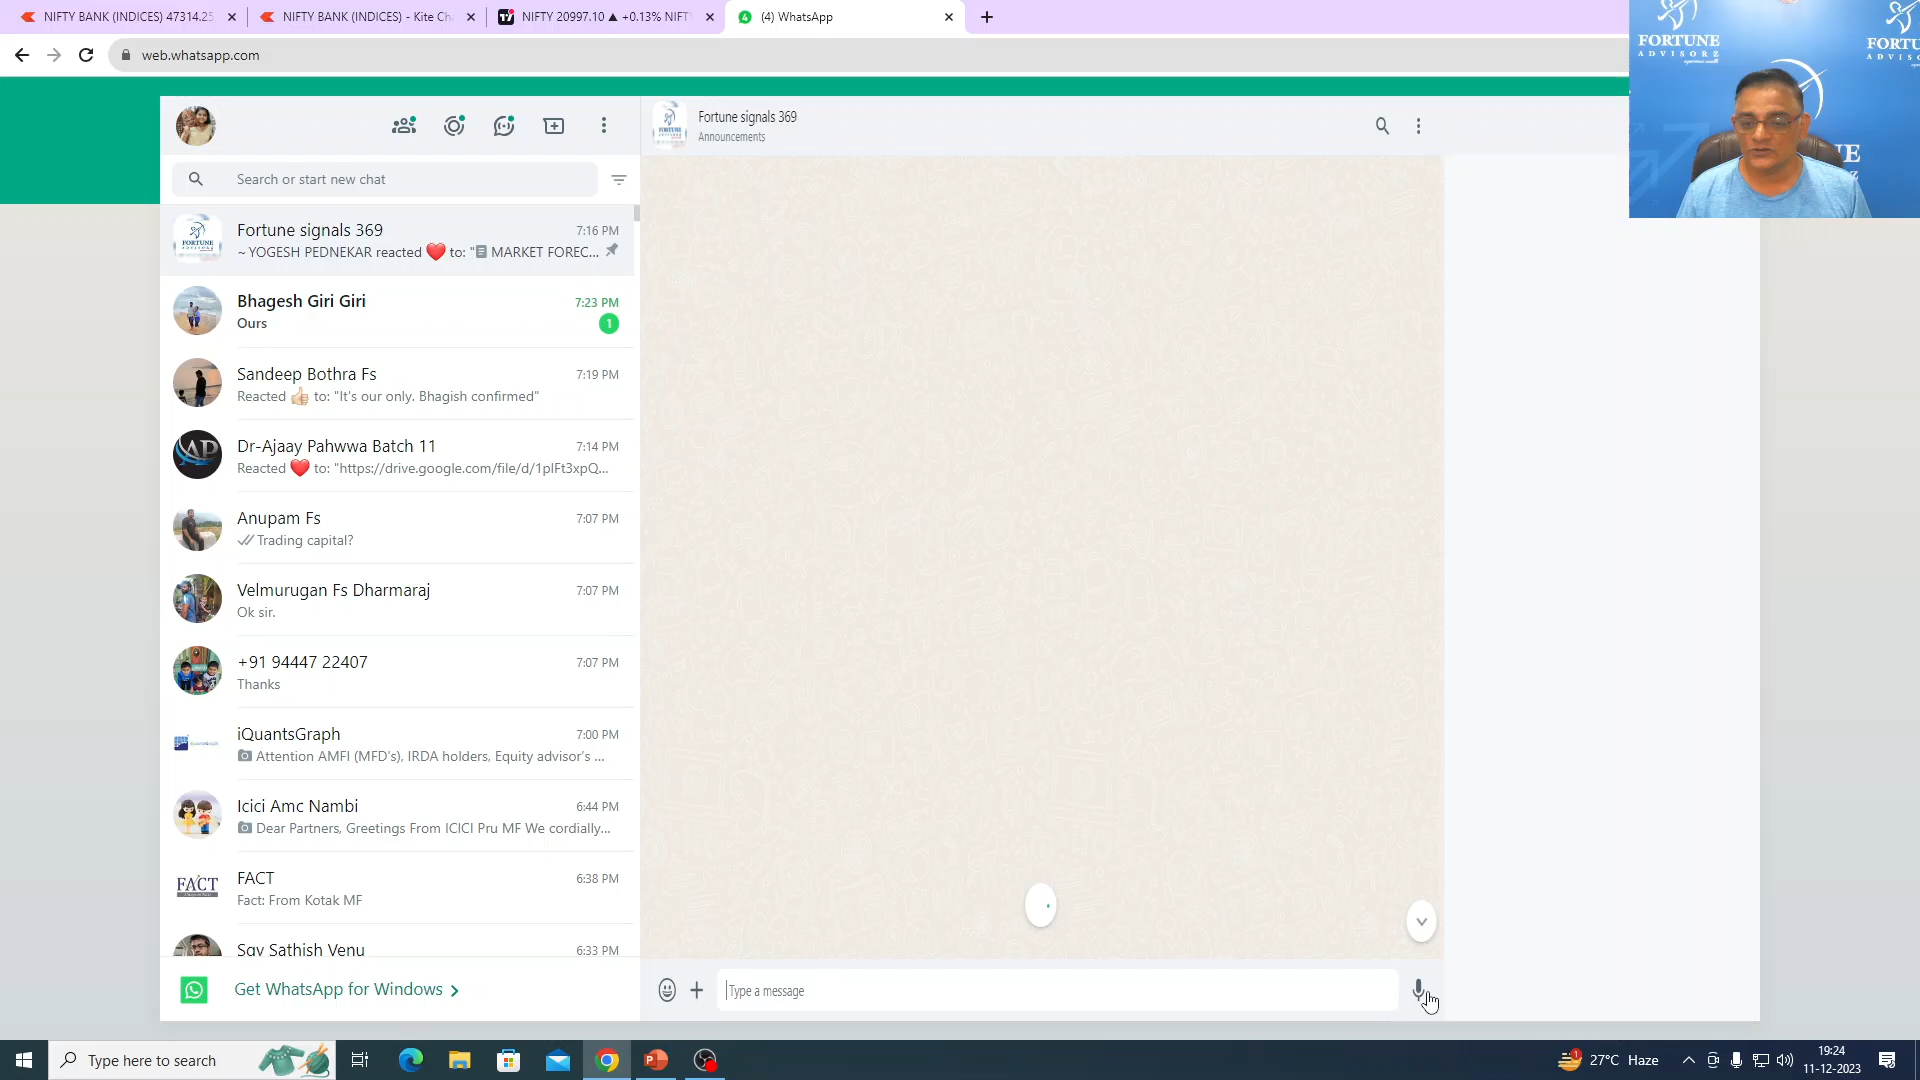 NIFTY BANK (INDICES) 47314.25
NIFTY BANK (INDICES) - Kite Ch
NIFTY 20997.10 ▲ +0.13% NIFT
(4) WhatsApp
web.whatsapp.com
FORTUNE
ADVISORZ
FORTU
ADVIS
Fortune signals 369
Announcements
Search or start new chat
Fortune signals 369
7:16 PM
~ YOGESH PEDNEKAR reacted ❤️ to: "MARKET FOREC...
FORTUNE
Bhagesh Giri Giri
7:23 PM
Ours
1
Sandeep Bothra Fs
7:19 PM
Reacted 👍🏻 to: "It's our only. Bhagish confirmed"
AP
Dr-Ajaay Pahwwa Batch 11
7:14 PM
Reacted ❤️ to: "https://drive.google.com/file/d/1plFt3xpQ...
Anupam Fs
7:07 PM
Trading capital?
Velmurugan Fs Dharmaraj
7:07 PM
Ok sir.
+91 94447 22407
7:07 PM
Thanks
iQuantsGraph
7:00 PM
Attention AMFI (MFD's), IRDA holders, Equity advisor's ...
Icici Amc Nambi
6:44 PM
Dear Partners, Greetings From ICICI Pru MF We cordially...
FACT
FACT
6:38 PM
Fact: From Kotak MF
Sgv Sathish Venu
6:33 PM
Get WhatsApp for Windows
Type a message
Type here to search
27°C Haze
19:24
11-12-2023